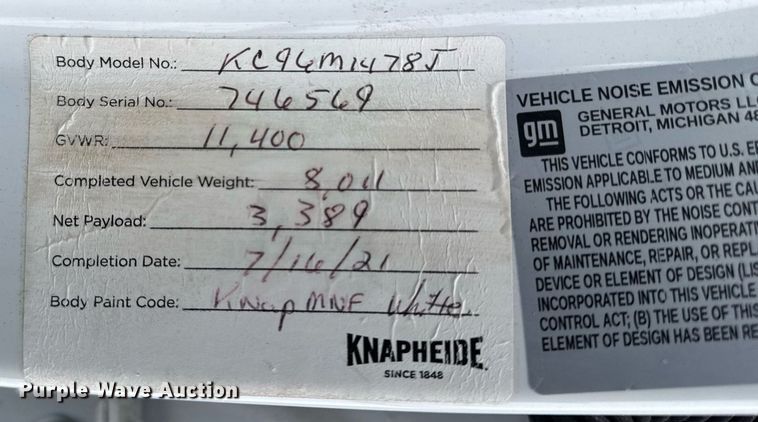 Body Model No.: KC96M1478J
Body Serial No.: 746569
GVWR: 11,400
Completed Vehicle Weight: 8,011
Net Payload: 3,389
Completion Date: 7/16/21
Body Paint Code: Knap MNF White
KNAPHEIDE
SINCE 1848
VEHICLE NOISE EMISSION
gm
GENERAL MOTORS LLC
DETROIT, MICHIGAN 48
THIS VEHICLE CONFORMS TO U.S.
EMISSION APPLICABLE TO MEDIUM AN
THE FOLLOWING ACTS OR THE CAU
ARE PROHIBITED BY THE NOISE CONT
REMOVAL OR RENDERING INOPERATI
OF MAINTENANCE, REPAIR, OR REPL
DEVICE OR ELEMENT OF DESIGN (LIS
INCORPORATED INTO THIS VEHICLE
CONTROL ACT; (B) THE USE OF THIS
ELEMENT OF DESIGN HAS BEEN RE
Purple Wave Auction